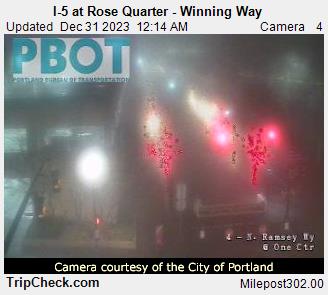 I-5 at Rose Quarter - Winning Way
Updated Dec 31 2023 12:14 AM Camera 4
PBOT
PORTLAND BUREAU OF TRANSPORTATION
4 - N. Ramsey Wy
@ One Ctr
Camera courtesy of the City of Portland
TripCheck.com Milepost302.00